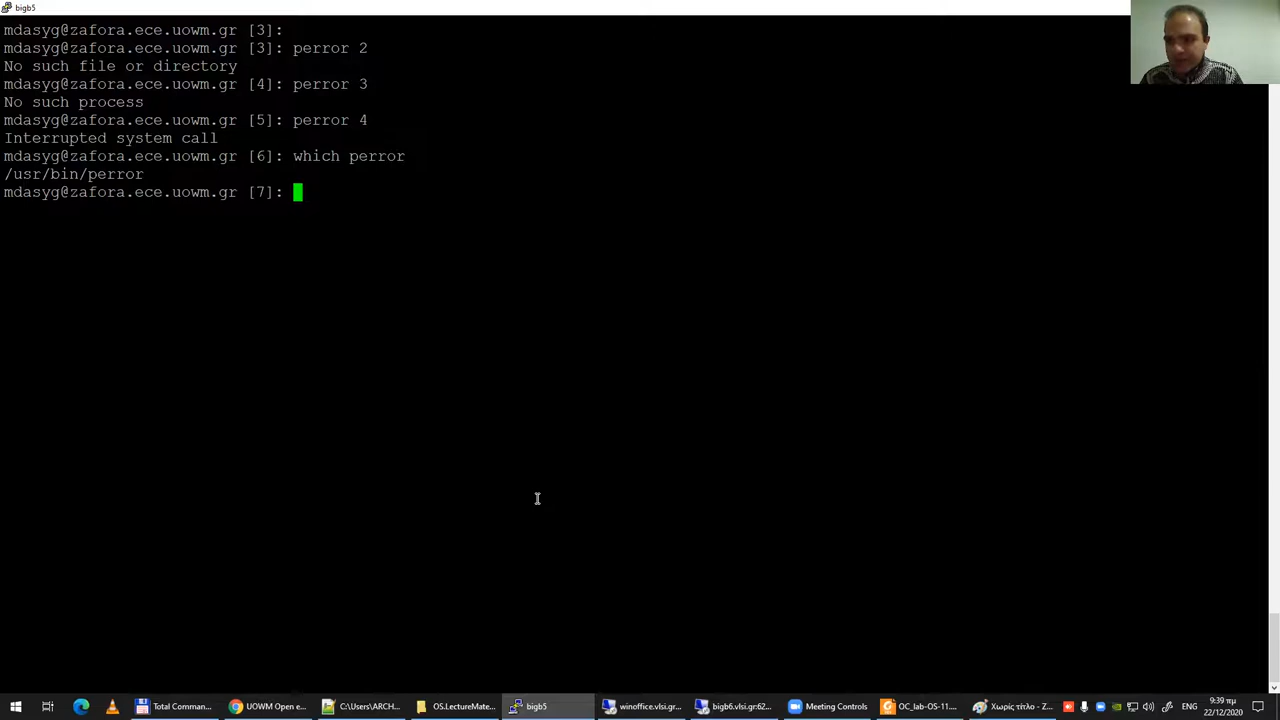 bigb5
mdasyg@zafora.ece.uowm.gr [3]:
mdasyg@zafora.ece.uowm.gr [3]: perror 2
No such file or directory
mdasyg@zafora.ece.uowm.gr [4]: perror 3
No such process
mdasyg@zafora.ece.uowm.gr [5]: perror 4
Interrupted system call
mdasyg@zafora.ece.uowm.gr [6]: which perror
/usr/bin/perror
mdasyg@zafora.ece.uowm.gr [7]:
Total Comman... UOWM Open e... C:\Users\ARCH... OS.LectureMate... bigb5 winoffice.vlsi.gr... bigb6.vlsi.gr:62... Meeting Controls OC_lab-OS-11.... Χωρίς τίτλο - Ζ... ENG 9:39 πμ
22/12/2020